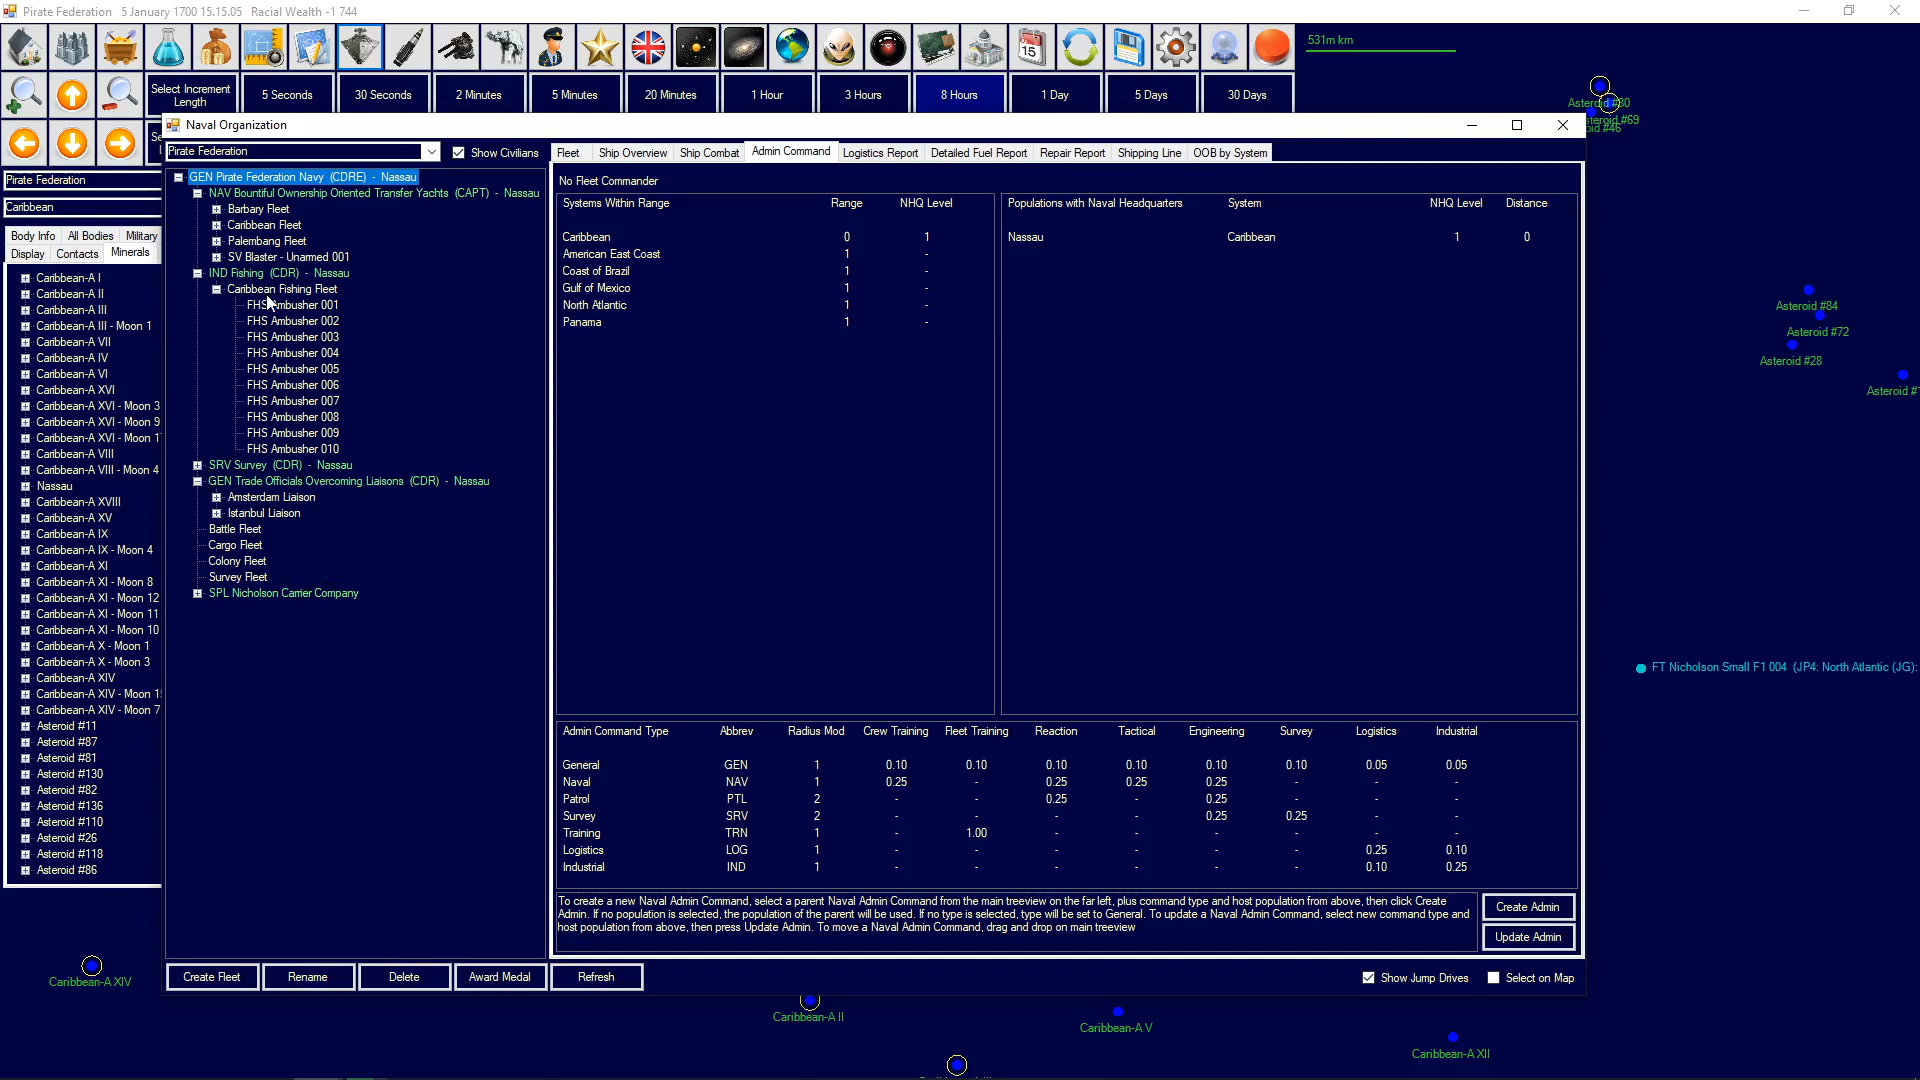 Pirate Federation   5 January 1700 15.15.05   Racial Wealth -1 744
531m km
Select Increment Length
5 Seconds
30 Seconds
2 Minutes
5 Minutes
20 Minutes
1 Hour
3 Hours
8 Hours
1 Day
5 Days
30 Days
Asteroid #80
Asteroid #69
Naval Organization
Pirate Federation
Show Civilians
Fleet
Ship Overview
Ship Combat
Admin Command
Logistics Report
Detailed Fuel Report
Repair Report
Shipping Line
OOB by System
Pirate Federation
Caribbean
Body Info
All Bodies
Military
Display
Contacts
Minerals
Caribbean-A I
Caribbean-A II
Caribbean-A III
Caribbean-A III - Moon 1
Caribbean-A VII
Caribbean-A IV
Caribbean-A VI
Caribbean-A XVI
Caribbean-A XVI - Moon 3
Caribbean-A XVI - Moon 9
Caribbean-A XVI - Moon 1
Caribbean-A VIII
Caribbean-A VIII - Moon 4
Nassau
Caribbean-A XVIII
Caribbean-A XV
Caribbean-A IX
Caribbean-A IX - Moon 4
Caribbean-A XI
Caribbean-A XI - Moon 8
Caribbean-A XI - Moon 12
Caribbean-A XI - Moon 11
Caribbean-A XI - Moon 10
Caribbean-A X - Moon 1
Caribbean-A X - Moon 3
Caribbean-A XIV
Caribbean-A XIV - Moon 1
Caribbean-A XIV - Moon 7
Asteroid #11
Asteroid #87
Asteroid #81
Asteroid #130
Asteroid #82
Asteroid #136
Asteroid #110
Asteroid #26
Asteroid #118
Asteroid #86
GEN Pirate Federation Navy (CDRE) - Nassau
NAV Bountiful Ownership Oriented Transfer Yachts (CAPT) - Nassau
Barbary Fleet
Caribbean Fleet
Palembang Fleet
SV Blaster - Unarmed 001
IND Fishing (CDR) - Nassau
Caribbean Fishing Fleet
FHS Ambusher 001
FHS Ambusher 002
FHS Ambusher 003
FHS Ambusher 004
FHS Ambusher 005
FHS Ambusher 006
FHS Ambusher 007
FHS Ambusher 008
FHS Ambusher 009
FHS Ambusher 010
SRV Survey (CDR) - Nassau
GEN Trade Officials Overcoming Liaisons (CDR) - Nassau
Amsterdam Liaison
Istanbul Liaison
Battle Fleet
Cargo Fleet
Colony Fleet
Survey Fleet
SPL Nicholson Carrier Company
No Fleet Commander
Systems Within Range   Range   NHQ Level
Caribbean   0   1
American East Coast   1   -
Coast of Brazil   1   -
Gulf of Mexico   1   -
North Atlantic   1   -
Panama   1   -
Populations with Naval Headquarters   System   NHQ Level   Distance
Nassau   Caribbean   1   0
Admin Command Type   Abbrev   Radius Mod   Crew Training   Fleet Training   Reaction   Tactical   Engineering   Survey   Logistics   Industrial
General   GEN   1   0.10   0.10   0.10   0.10   0.10   0.10   0.05   0.05
Naval   NAV   1   0.25   -   0.25   0.25   0.25   -   -   -
Patrol   PTL   2   -   -   0.25   -   0.25   -   -   -
Survey   SRV   2   -   -   -   -   0.25   0.25   -   -
Training   TRN   1   -   1.00   -   -   -   -   -   -
Logistics   LOG   1   -   -   -   -   -   -   0.25   0.10
Industrial   IND   1   -   -   -   -   -   -   0.10   0.25
To create a new Naval Admin Command, select a parent Naval Admin Command from the main treeview on the far left, plus command type and host population from above, then click Create
Admin. If no population is selected, the population of the parent will be used. If no type is selected, type will be set to General. To update a Naval Admin Command, select new command type and
host population from above, then press Update Admin. To move a Naval Admin Command, drag and drop on main treeview
Create Admin
Update Admin
Create Fleet
Rename
Delete
Award Medal
Refresh
Show Jump Drives
Select on Map
Asteroid #84
Asteroid #72
Asteroid #28
Asteroid #
FT Nicholson Small F1 004 (JP4: North Atlantic (JG):
Caribbean-A XIV
Caribbean-A II
Caribbean-A V
Caribbean-A XII